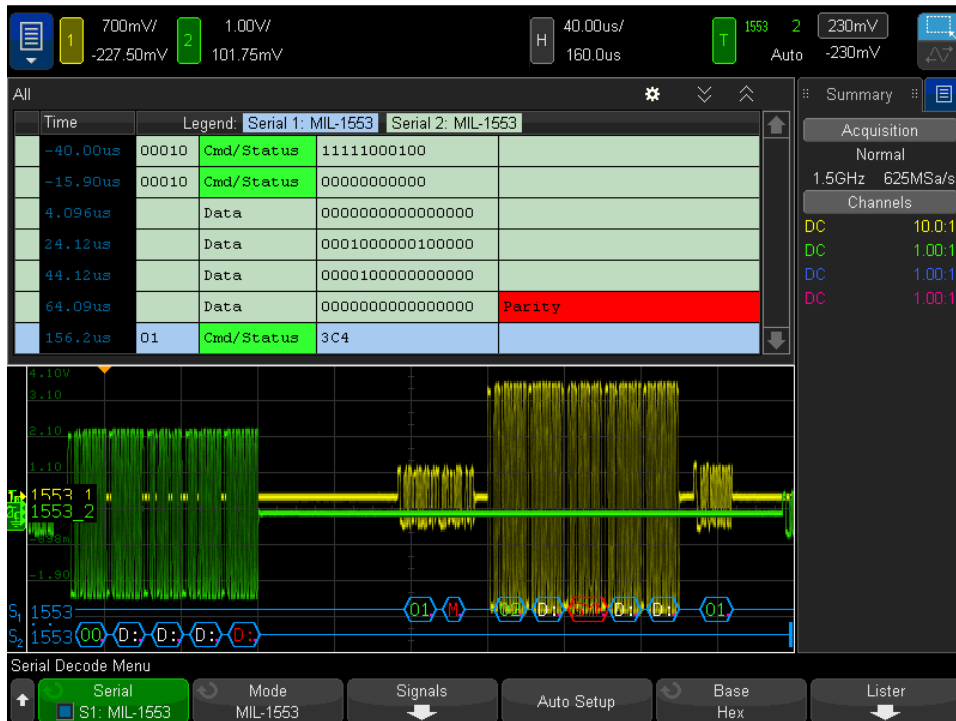 1 700mV/ -227.50mV 2 1.00V/ 101.75mV H 40.00us/ 160.0us T 1553 2 Auto 230mV -230mV
All
Summary
Time Legend: Serial 1: MIL-1553 Serial 2: MIL-1553
-40.00us 00010 Cmd/Status 11111000100
-15.90us 00010 Cmd/Status 00000000000
4.096us Data 0000000000000000
24.12us Data 0001000000100000
44.12us Data 0000100000000000
64.09us Data 0000000000000000 Parity
156.2us 01 Cmd/Status 3C4
Acquisition
Normal
1.5GHz 625MSa/s
Channels
DC 10.0:1
DC 1.00:1
DC 1.00:1
DC 1.00:1
4.10V
3.10
2.10
1.10
1553_1
1553_2
-898m
-1.90
S1 1553 01 M D: D: D: 01
S2 1553 00 D: D: D: D:
Serial Decode Menu
Serial
S1: MIL-1553
Mode
MIL-1553
Signals
Auto Setup
Base
Hex
Lister